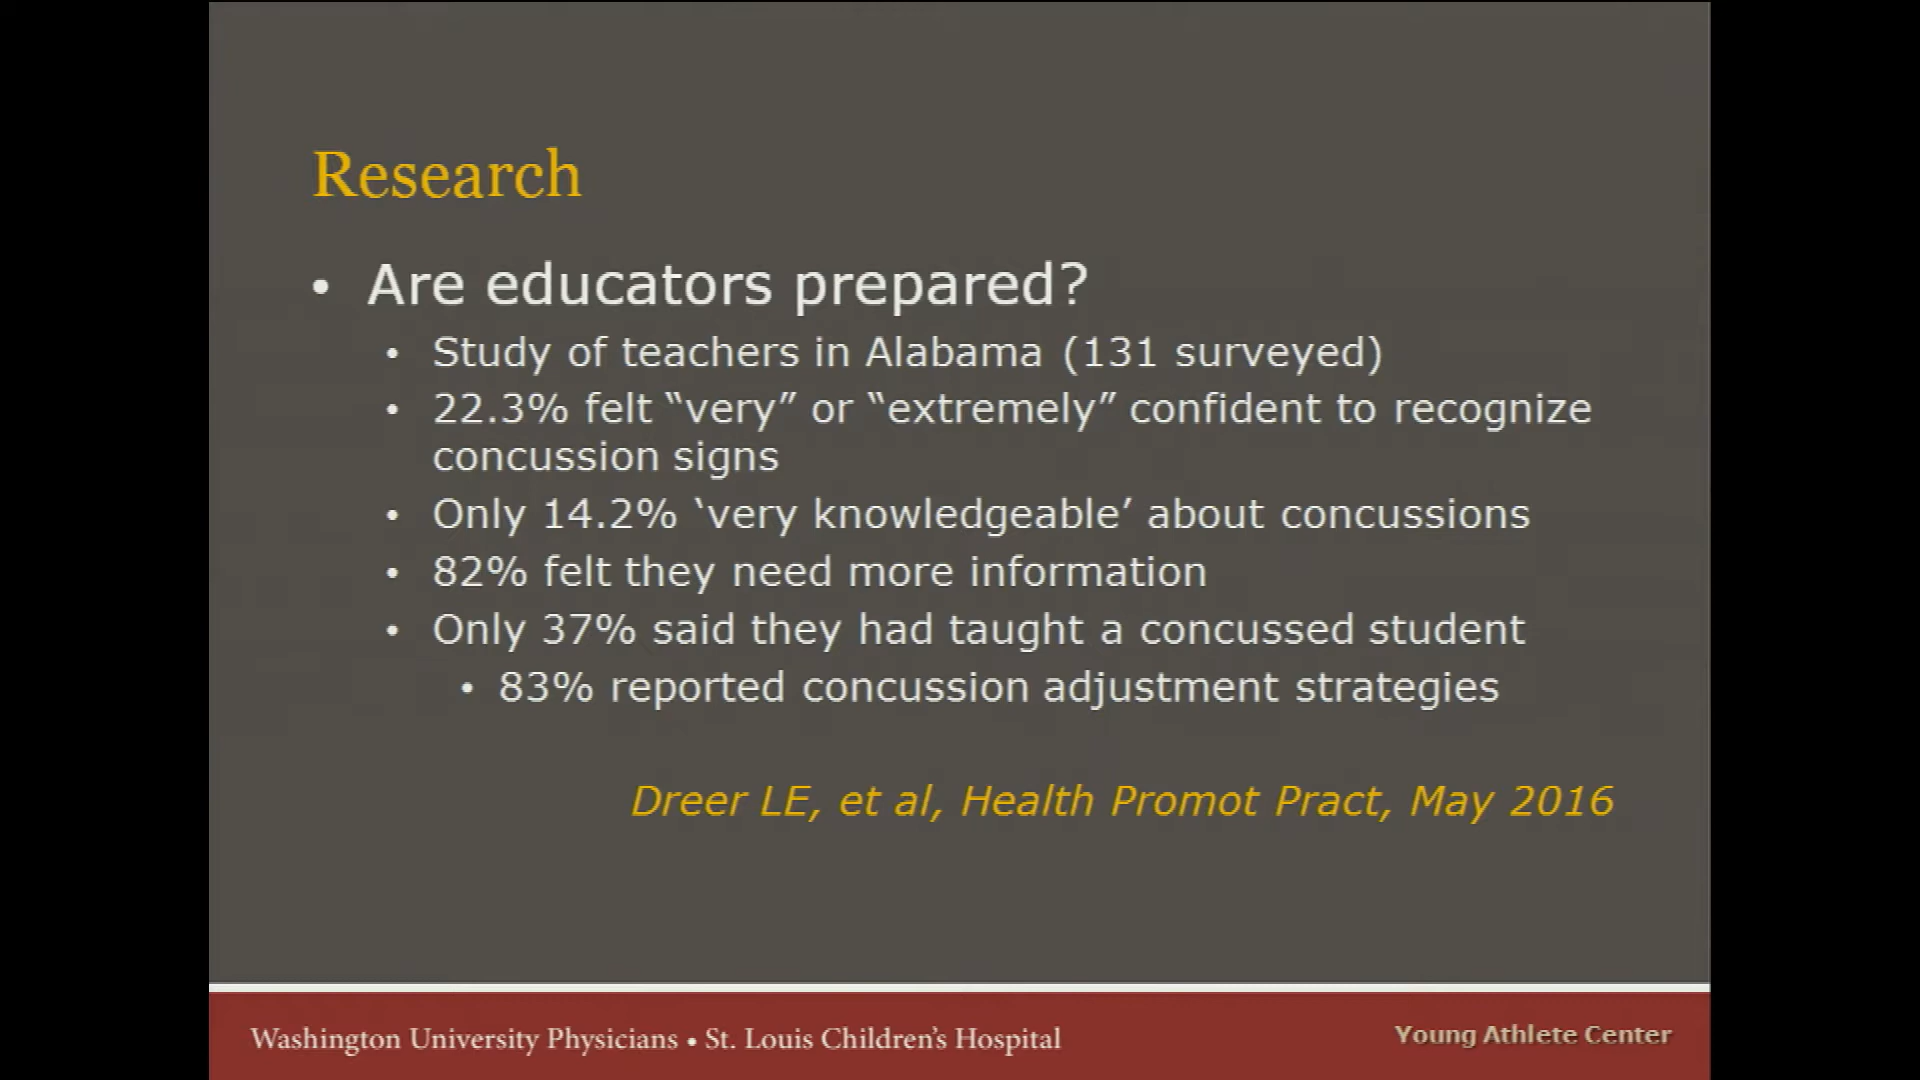 Research
• Are educators prepared?
• Study of teachers in Alabama (131 surveyed)
• 22.3% felt “very” or “extremely” confident to recognize
concussion signs
• Only 14.2% ‘very knowledgeable’ about concussions
• 82% felt they need more information
• Only 37% said they had taught a concussed student
• 83% reported concussion adjustment strategies
Dreer LE, et al, Health Promot Pract, May 2016
Washington University Physicians • St. Louis Children’s Hospital
Young Athlete Center